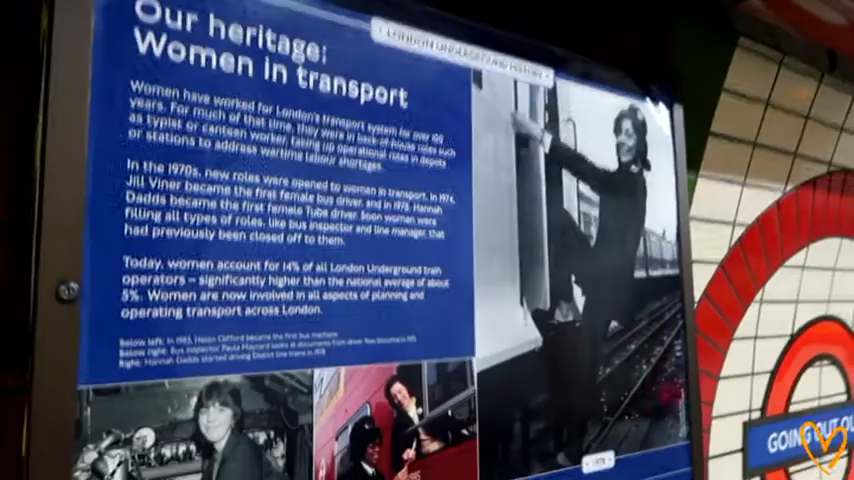 Our heritage:
Women in transport
LONDON UNDERGROUND HISTORY
Women have worked for London's transport system for over 100
years. For much of that time, they were in back-of-house roles such
as typist or canteen worker, taking up operational roles in depots
or stations to address wartime labour shortages.
In the 1970s, new roles were opened to women in transport. In 1974,
Jill Viner became the first female bus driver, and in 1978, Hannah
Dadds became the first female Tube driver. Soon women were
filling all types of roles, like bus inspector and line manager, that
had previously been closed off to them.
Today, women account for 14% of all London Underground train
operators – significantly higher than the national average of about
5%. Women are now involved in all aspects of planning and
operating transport across London.
Below left: In 1983, Helen Clifford became the first bus mechanic
Below right: Bus inspector Paula Maynard looks at documents from driver
Right: Hannah Dadds started driving District line trains in 1978
1978
GOING OUT OU